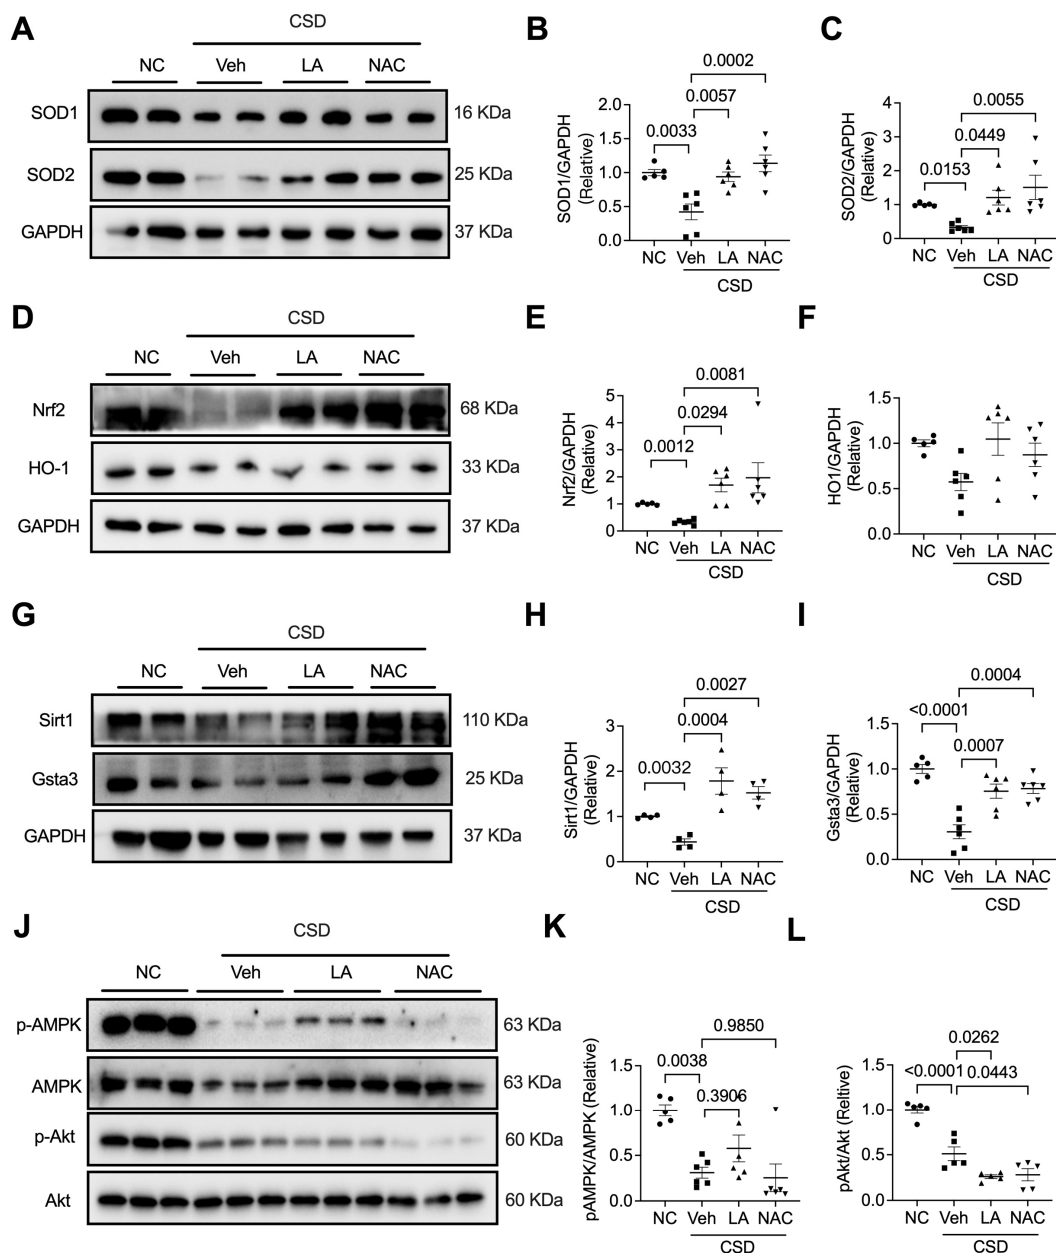 A
CSD
NC Veh LA NAC
SOD1 16 KDa
SOD2 25 KDa
GAPDH 37 KDa
B
SOD1/GAPDH
(Relative)
2.0
1.5
1.0
0.5
0.0
0.0002
0.0057
0.0033
NC Veh LA NAC
CSD
C
SOD2/GAPDH
(Relative)
4
3
2
1
0
0.0055
0.0449
0.0153
NC Veh LA NAC
CSD
D
CSD
NC Veh LA NAC
Nrf2 68 KDa
HO-1 33 KDa
GAPDH 37 KDa
E
Nrf2/GAPDH
(Relative)
5
4
3
2
1
0
0.0081
0.0294
0.0012
NC Veh LA NAC
CSD
F
HO1/GAPDH
(Relative)
1.5
1.0
0.5
0.0
NC Veh LA NAC
CSD
G
CSD
NC Veh LA NAC
Sirt1 110 KDa
Gsta3 25 KDa
GAPDH 37 KDa
H
Sirt1/GAPDH
(Relative)
3
2
1
0
0.0027
0.0004
0.0032
NC Veh LA NAC
CSD
I
Gsta3/GAPDH
(Relative)
1.5
1.0
0.5
0.0
0.0004
<0.0001
0.0007
NC Veh LA NAC
CSD
J
CSD
NC Veh LA NAC
p-AMPK 63 KDa
AMPK 63 KDa
p-Akt 60 KDa
Akt 60 KDa
K
pAMPK/AMPK (Relative)
1.5
1.0
0.5
0.0
0.9850
0.0038
0.3906
NC Veh LA NAC
CSD
L
pAkt/Akt (Reltive)
1.5
1.0
0.5
0.0
0.0262
<0.0001 0.0443
NC Veh LA NAC
CSD